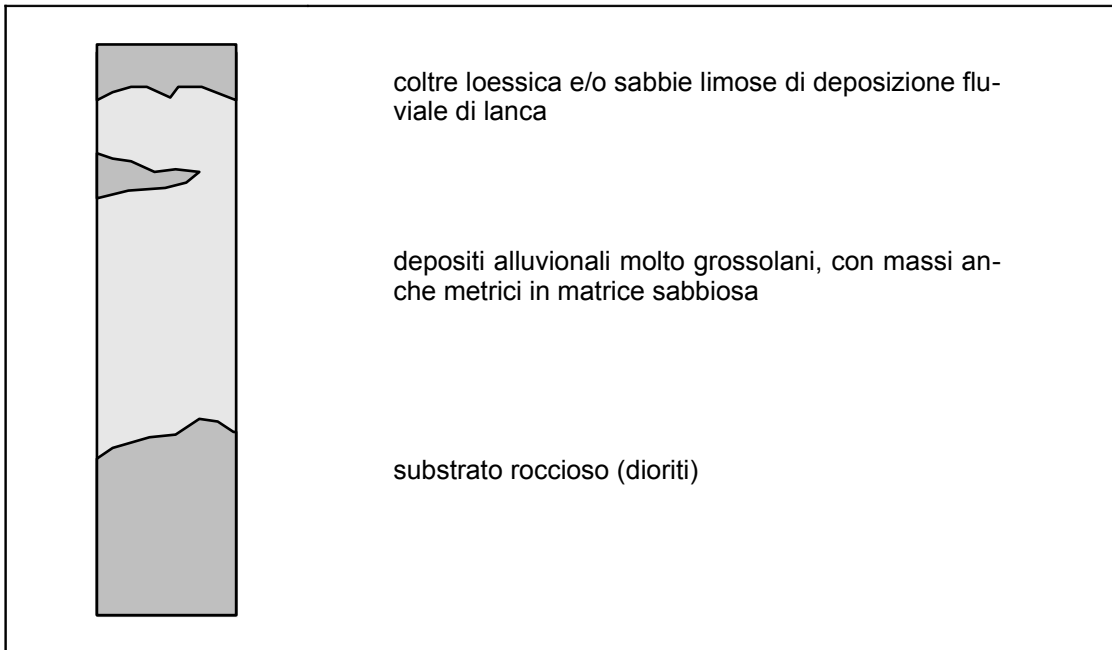 coltre loessica e/o sabbie limose di deposizione flu-
viale di lanca
depositi alluvionali molto grossolani, con massi an-
che metrici in matrice sabbiosa
substrato roccioso (dioriti)